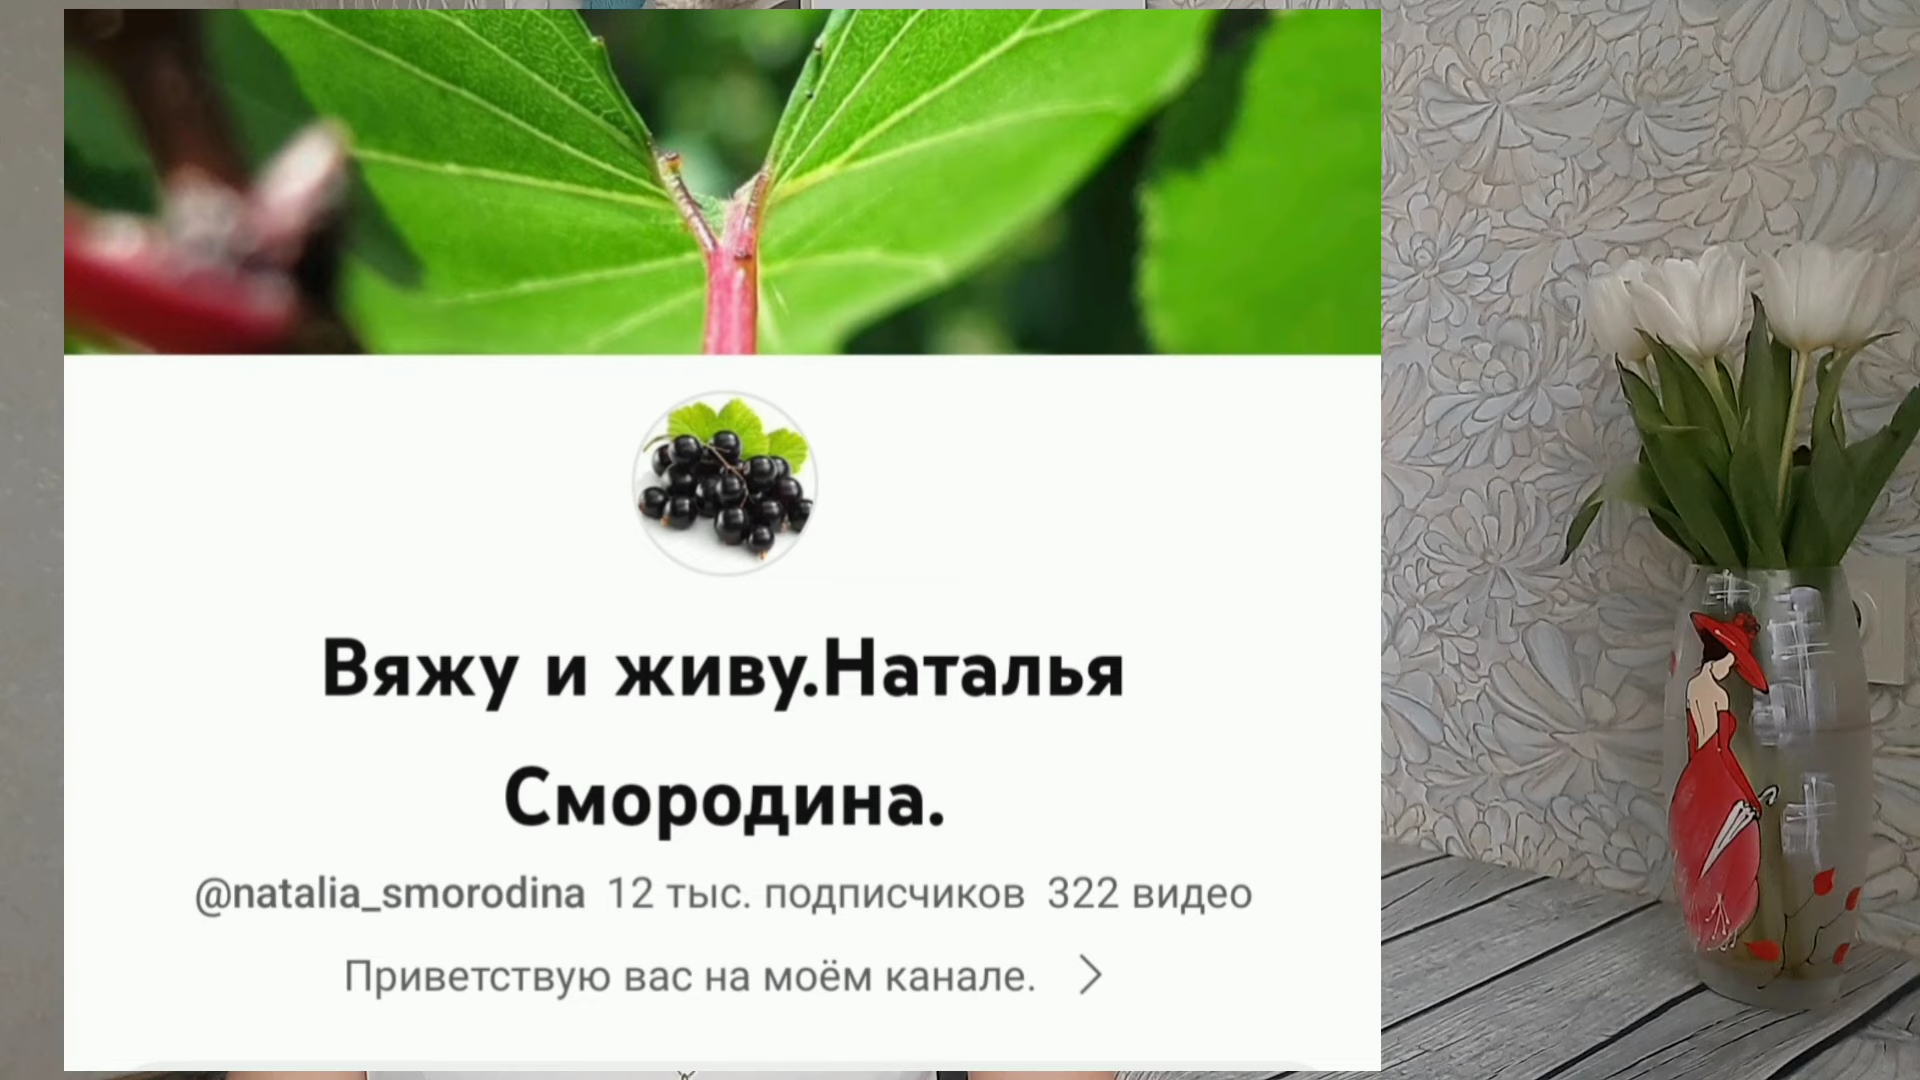 Вяжу и живу.Наталья
Смородина.
@natalia_smorodina 12 тыс. подписчиков 322 видео
Приветствую вас на моём канале.